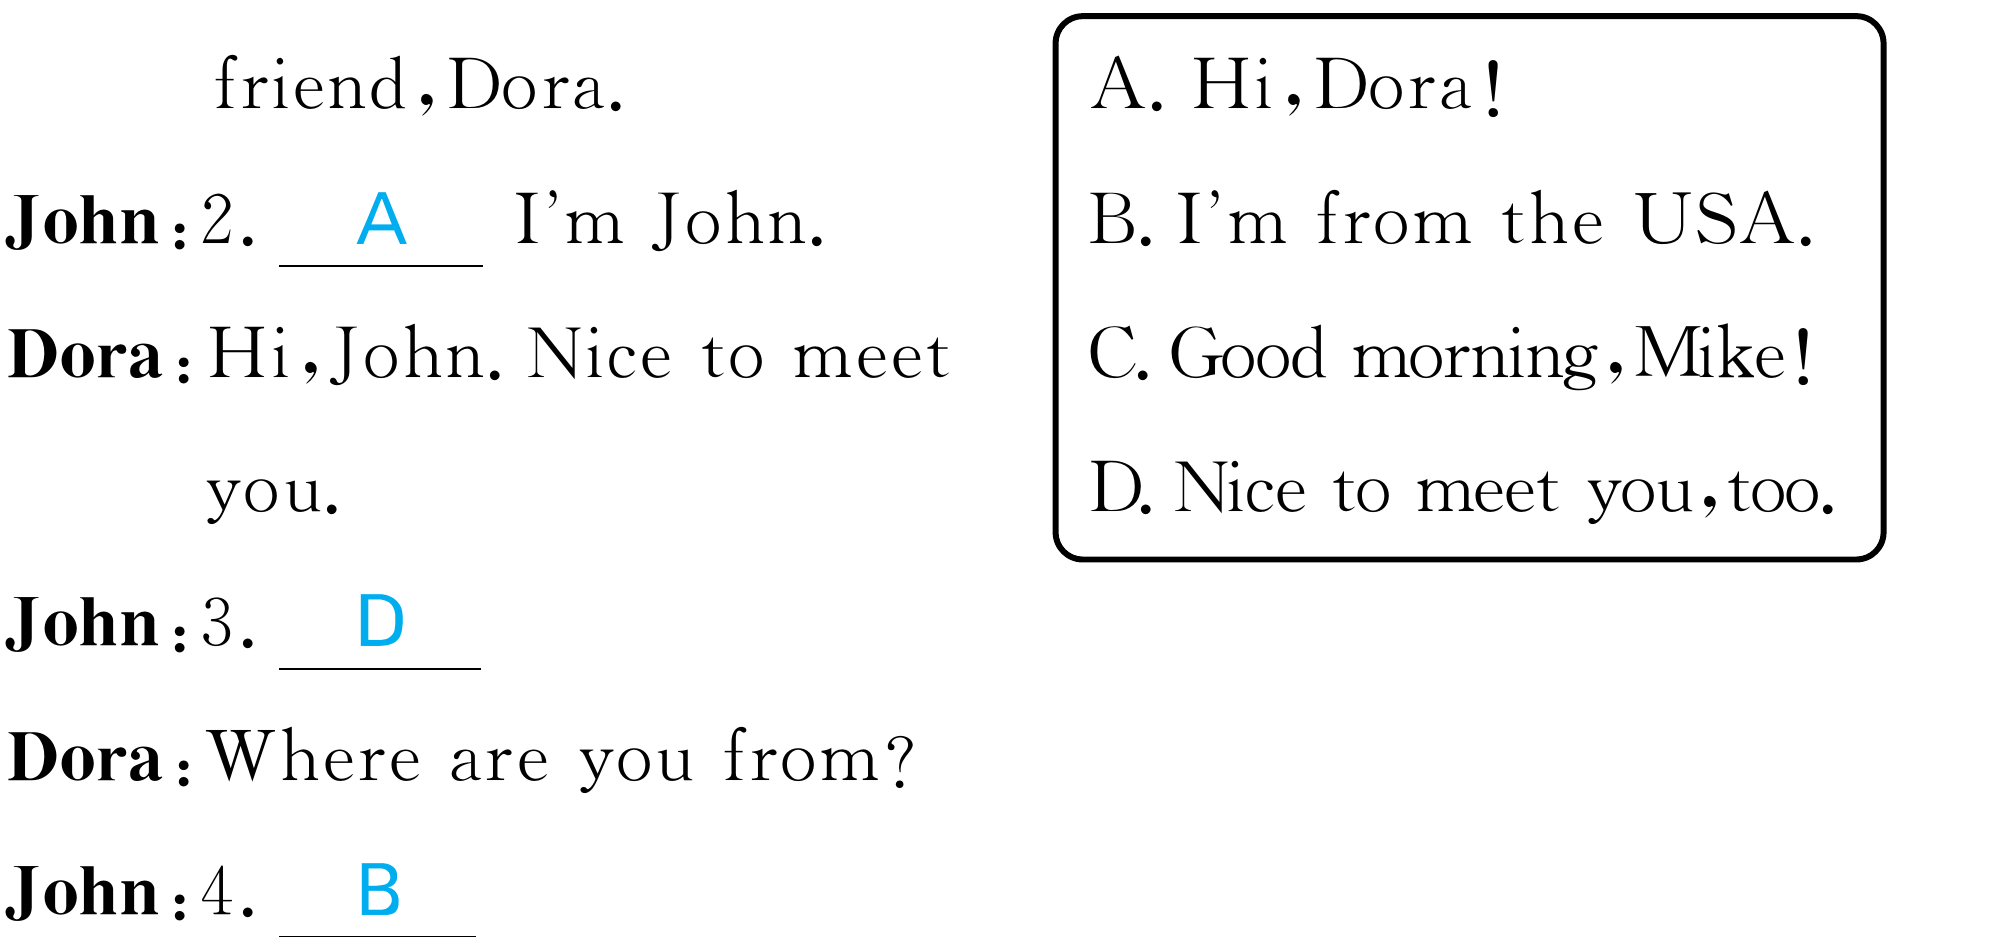 friend,Dora.
John:2. A I'm John.
Dora:Hi,John. Nice to meet
you.
John:3. D
Dora:Where are you from?
John:4. B
A. Hi,Dora!
B. I'm from the USA.
C. Good morning,Mike!
D. Nice to meet you,too.